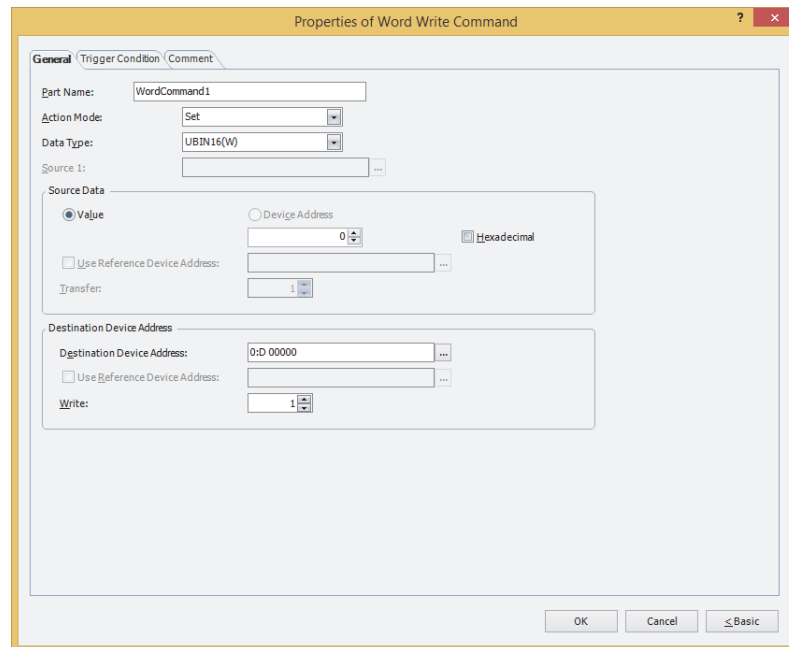 Properties of Word Write Command ? ×
General Trigger Condition Comment
Part Name: WordCommand1
Action Mode: Set
Data Type: UBIN16(W)
Source 1: ...
Source Data
Value Device Address
0 Hexadecimal
Use Reference Device Address: ...
Transfer: 1
Destination Device Address
Destination Device Address: 0:D 00000 ...
Use Reference Device Address: ...
Write: 1
OK Cancel < Basic